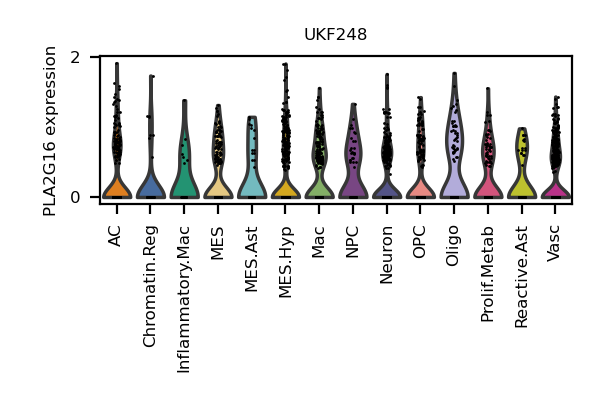 UKF248
PLA2G16 expression
2
0
AC
Chromatin.Reg
Inflammatory.Mac
MES
MES.Ast
MES.Hyp
Mac
NPC
Neuron
OPC
Oligo
Prolif.Metab
Reactive.Ast
Vasc